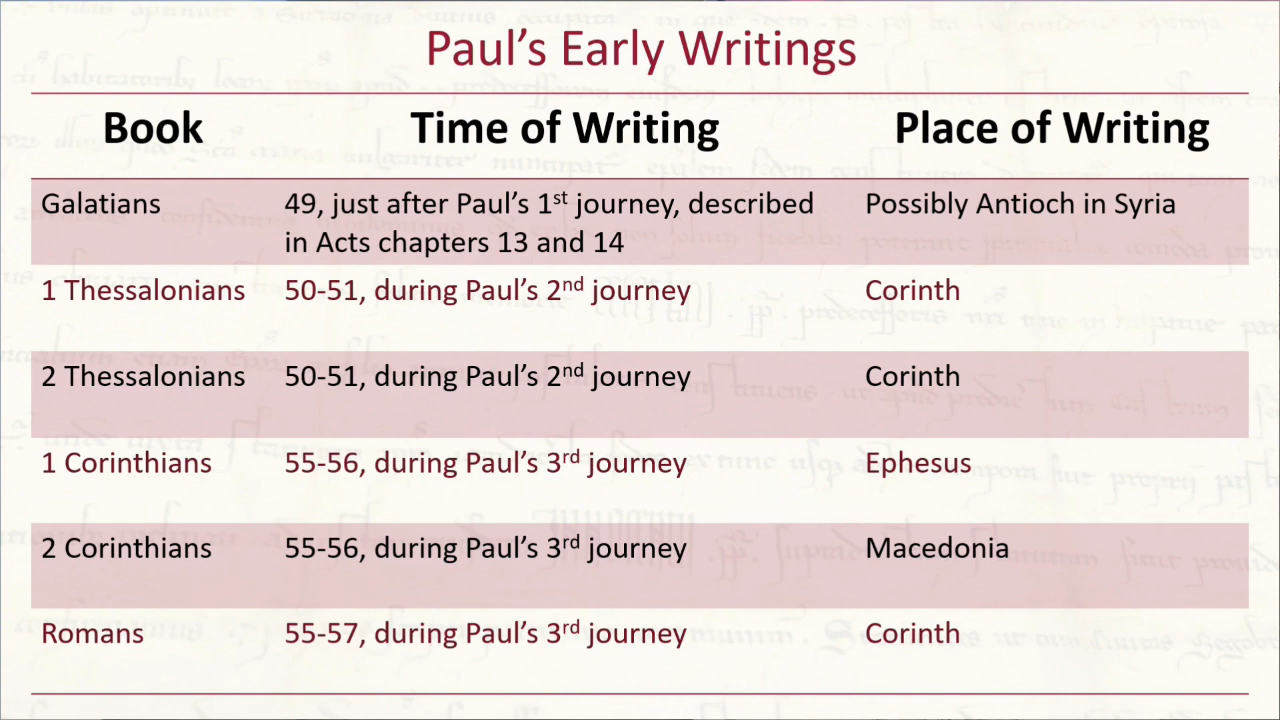 Paul’s Early Writings
Book Time of Writing Place of Writing
Galatians 49, just after Paul’s 1st journey, described Possibly Antioch in Syria
in Acts chapters 13 and 14
1 Thessalonians 50-51, during Paul’s 2nd journey Corinth
2 Thessalonians 50-51, during Paul’s 2nd journey Corinth
1 Corinthians 55-56, during Paul’s 3rd journey Ephesus
2 Corinthians 55-56, during Paul’s 3rd journey Macedonia
Romans 55-57, during Paul’s 3rd journey Corinth